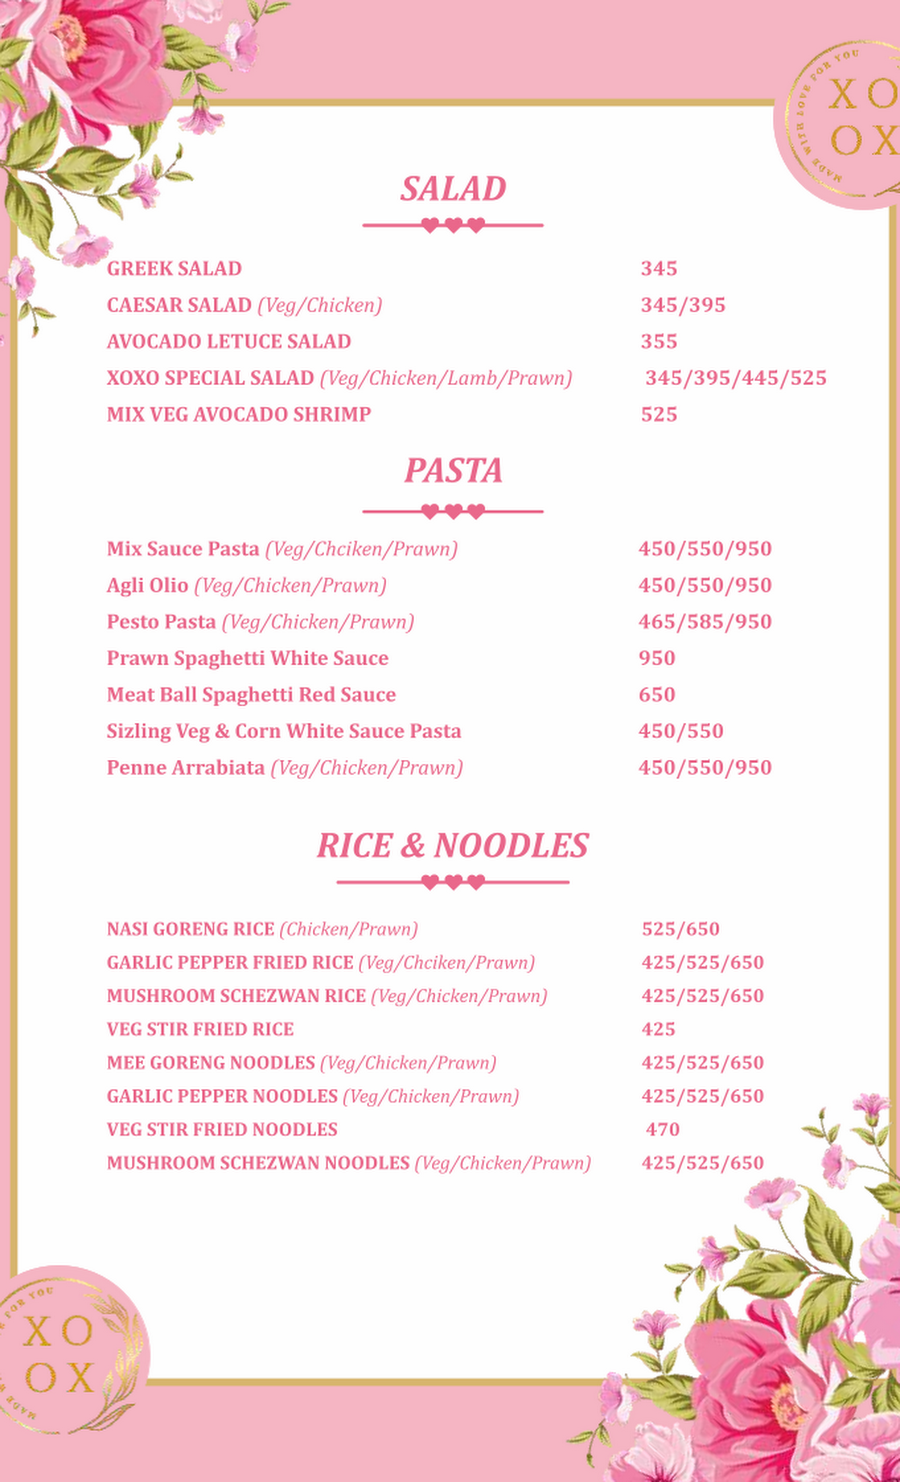 MADE WITH LOVE FOR YOU
XO
OX
SALAD
GREEK SALAD 345
CAESAR SALAD (Veg/Chicken) 345/395
AVOCADO LETUCE SALAD 355
XOXO SPECIAL SALAD (Veg/Chicken/Lamb/Prawn) 345/395/445/525
MIX VEG AVOCADO SHRIMP 525
PASTA
Mix Sauce Pasta (Veg/Chciken/Prawn) 450/550/950
Agli Olio (Veg/Chicken/Prawn) 450/550/950
Pesto Pasta (Veg/Chicken/Prawn) 465/585/950
Prawn Spaghetti White Sauce 950
Meat Ball Spaghetti Red Sauce 650
Sizling Veg & Corn White Sauce Pasta 450/550
Penne Arrabiata (Veg/Chicken/Prawn) 450/550/950
RICE & NOODLES
NASI GORENG RICE (Chicken/Prawn) 525/650
GARLIC PEPPER FRIED RICE (Veg/Chciken/Prawn) 425/525/650
MUSHROOM SCHEZWAN RICE (Veg/Chicken/Prawn) 425/525/650
VEG STIR FRIED RICE 425
MEE GORENG NOODLES (Veg/Chicken/Prawn) 425/525/650
GARLIC PEPPER NOODLES (Veg/Chicken/Prawn) 425/525/650
VEG STIR FRIED NOODLES 470
MUSHROOM SCHEZWAN NOODLES (Veg/Chicken/Prawn) 425/525/650
FOR YOU
XO
OX
MADE